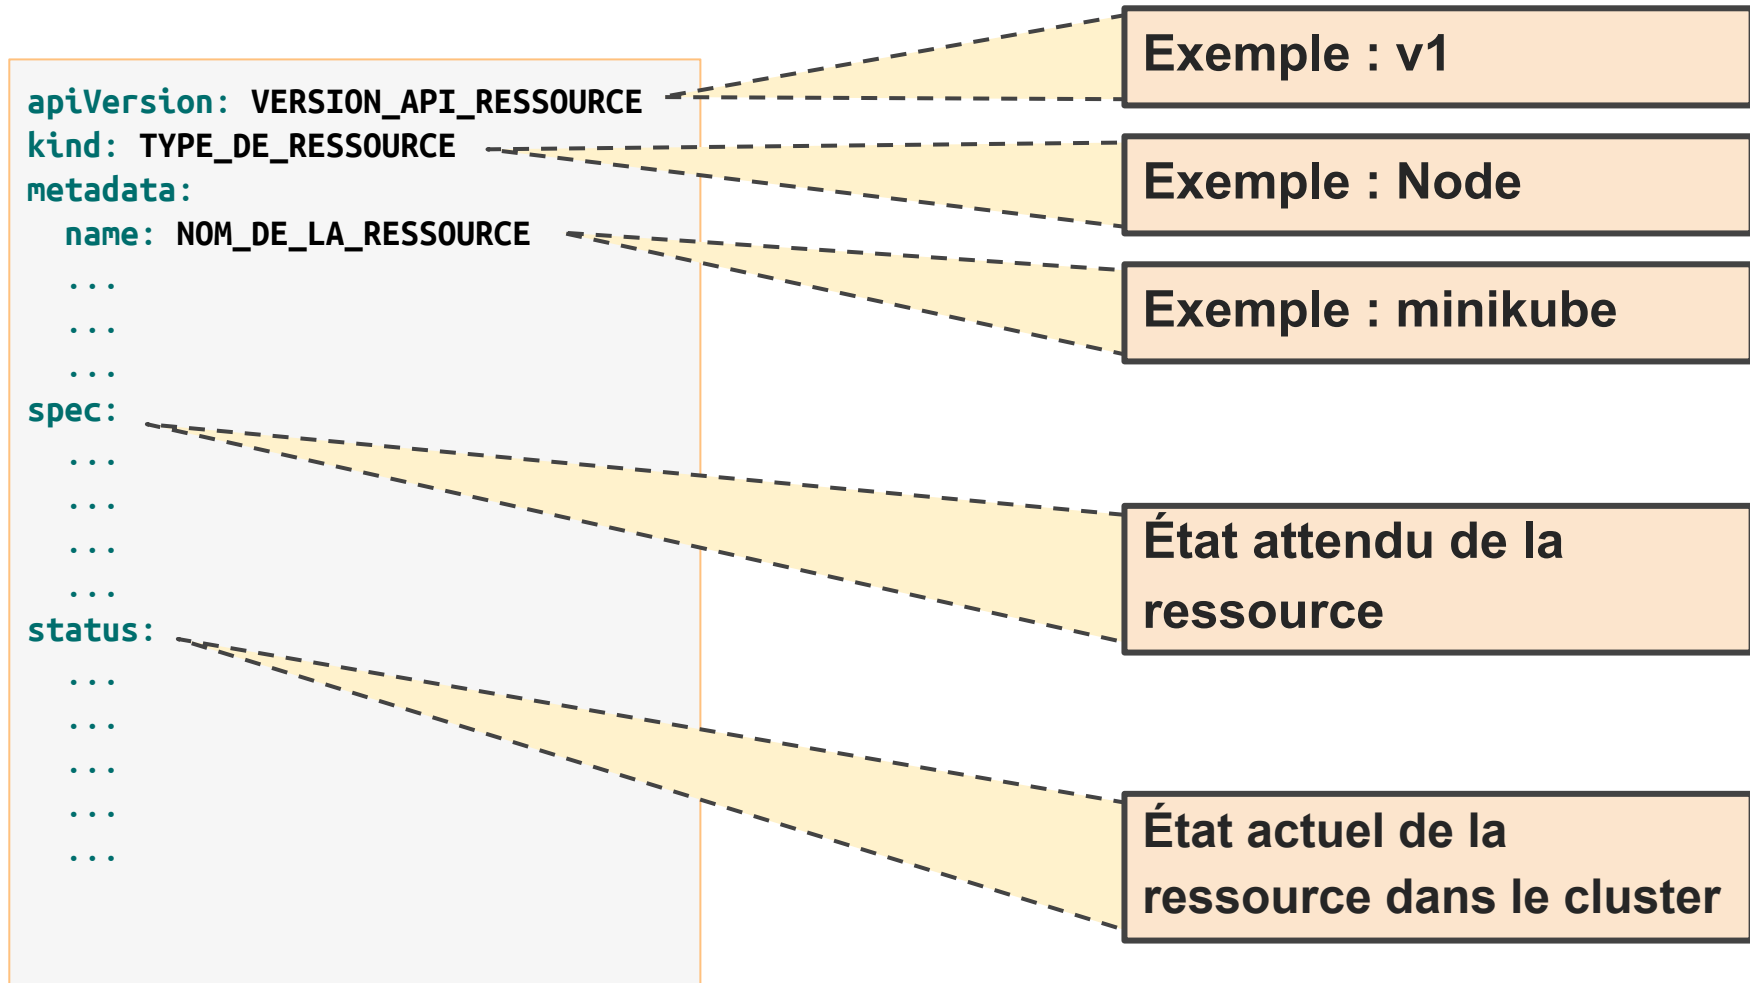 apiVersion: VERSION_API_RESSOURCE
kind: TYPE_DE_RESSOURCE
metadata:
  name: NOM_DE_LA_RESSOURCE
  ...
  ...
  ...
spec:
  ...
  ...
  ...
  ...
status:
  ...
  ...
  ...
  ...
  ...
Exemple : v1
Exemple : Node
Exemple : minikube
État attendu de la
ressource
État actuel de la
ressource dans le cluster